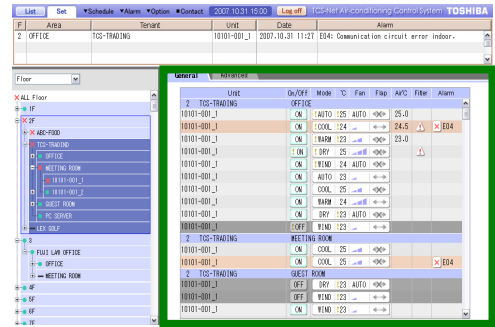 List Set ▼Schedule ▼Alarm ▼Option ■Contact 2007 10.31 15:00 Log off TCS-Net Air-conditioning Control System TOSHIBA
F Area Tenant Unit Date Alarm
2 OFFICE TCS-TRADING 10101-001_1 2007.10.31 11:27 E04: Communication circuit error indoor.
Floor
ALL Floor
1F
2F
ABC-FOOD
TCS-TRADIND
OFFICE
MEETING ROOM
10101-001_1
10101-001_2
GUEST ROOM
PC SERVER
LEX GOLF
3
FUJI LAW OFFICE
OFFICE
MEETING ROOM
4F
5F
6F
7F
General Advanced
Unit On/Off Mode ℃ Fan Flap Air℃ Filter Alarm
2 TCS-TRADING OFFICE
10101-001_1 ON !AUTO !25 AUTO 25.0
10101-001_1 ON !COOL !24 24.5 E04
10101-001_1 ON !WARM !23 23.0
10101-001_1 !ON !DRY 25
10101-001_1 ON !WIND 24 AUTO
10101-001_1 ON AUTO 23
10101-001_1 ON COOL 25
10101-001_1 ON WARM 24
10101-001_1 ON DRY !23 AUTO
10101-001_1 !OFF WIND !23
2 TCS-TRADING MEETING ROOM
10101-001_1 ON COOL 25
10101-001_1 ON COOL 25 E04
2 TCS-TRADING GUEST ROOM
10101-001_1 OFF DRY !23 AUTO
10101-001_1 OFF WIND !23
10101-001_1 ON WIND !23